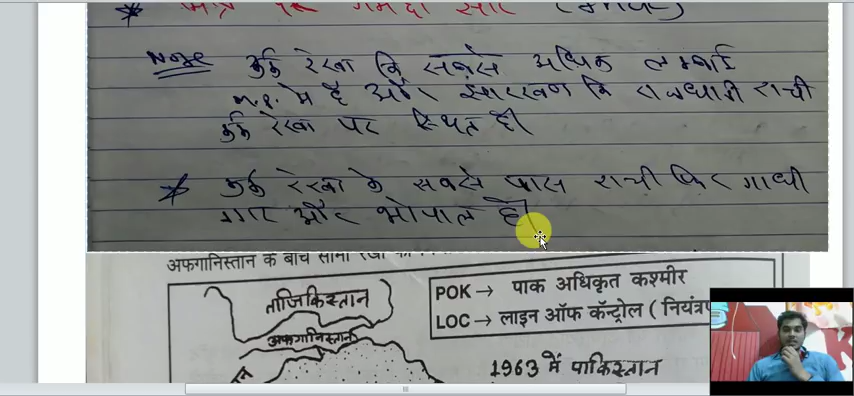 Note कर्क रेखा कि सबसे अधिक लम्बाई
M.P. मे है और झारखण्ड कि राजधानी राची
कर्क रेखा पर स्थित है।
* कर्क रेखा के सबसे पास राची फिर गाधी
नगर और भोपाल है।
अफगानिस्तान के बीच सीमा रेखा
ताजिकिस्तान
अफगानिस्तान
POK → पाक अधिकृत कश्मीर
LOC → लाइन ऑफ कॅन्ट्रोल (नियंत्रण
1963 में पाकिस्तान